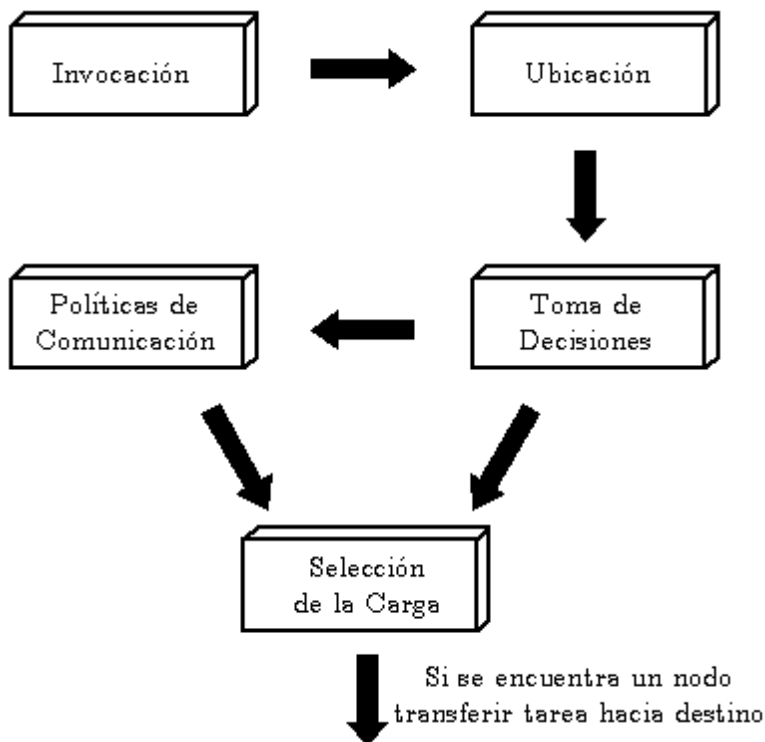 Invocación
Ubicación
Políticas de
Comunicación
Toma de
Decisiones
Selección
de la Carga
Si se encuentra un nodo
transferir tarea hacia destino